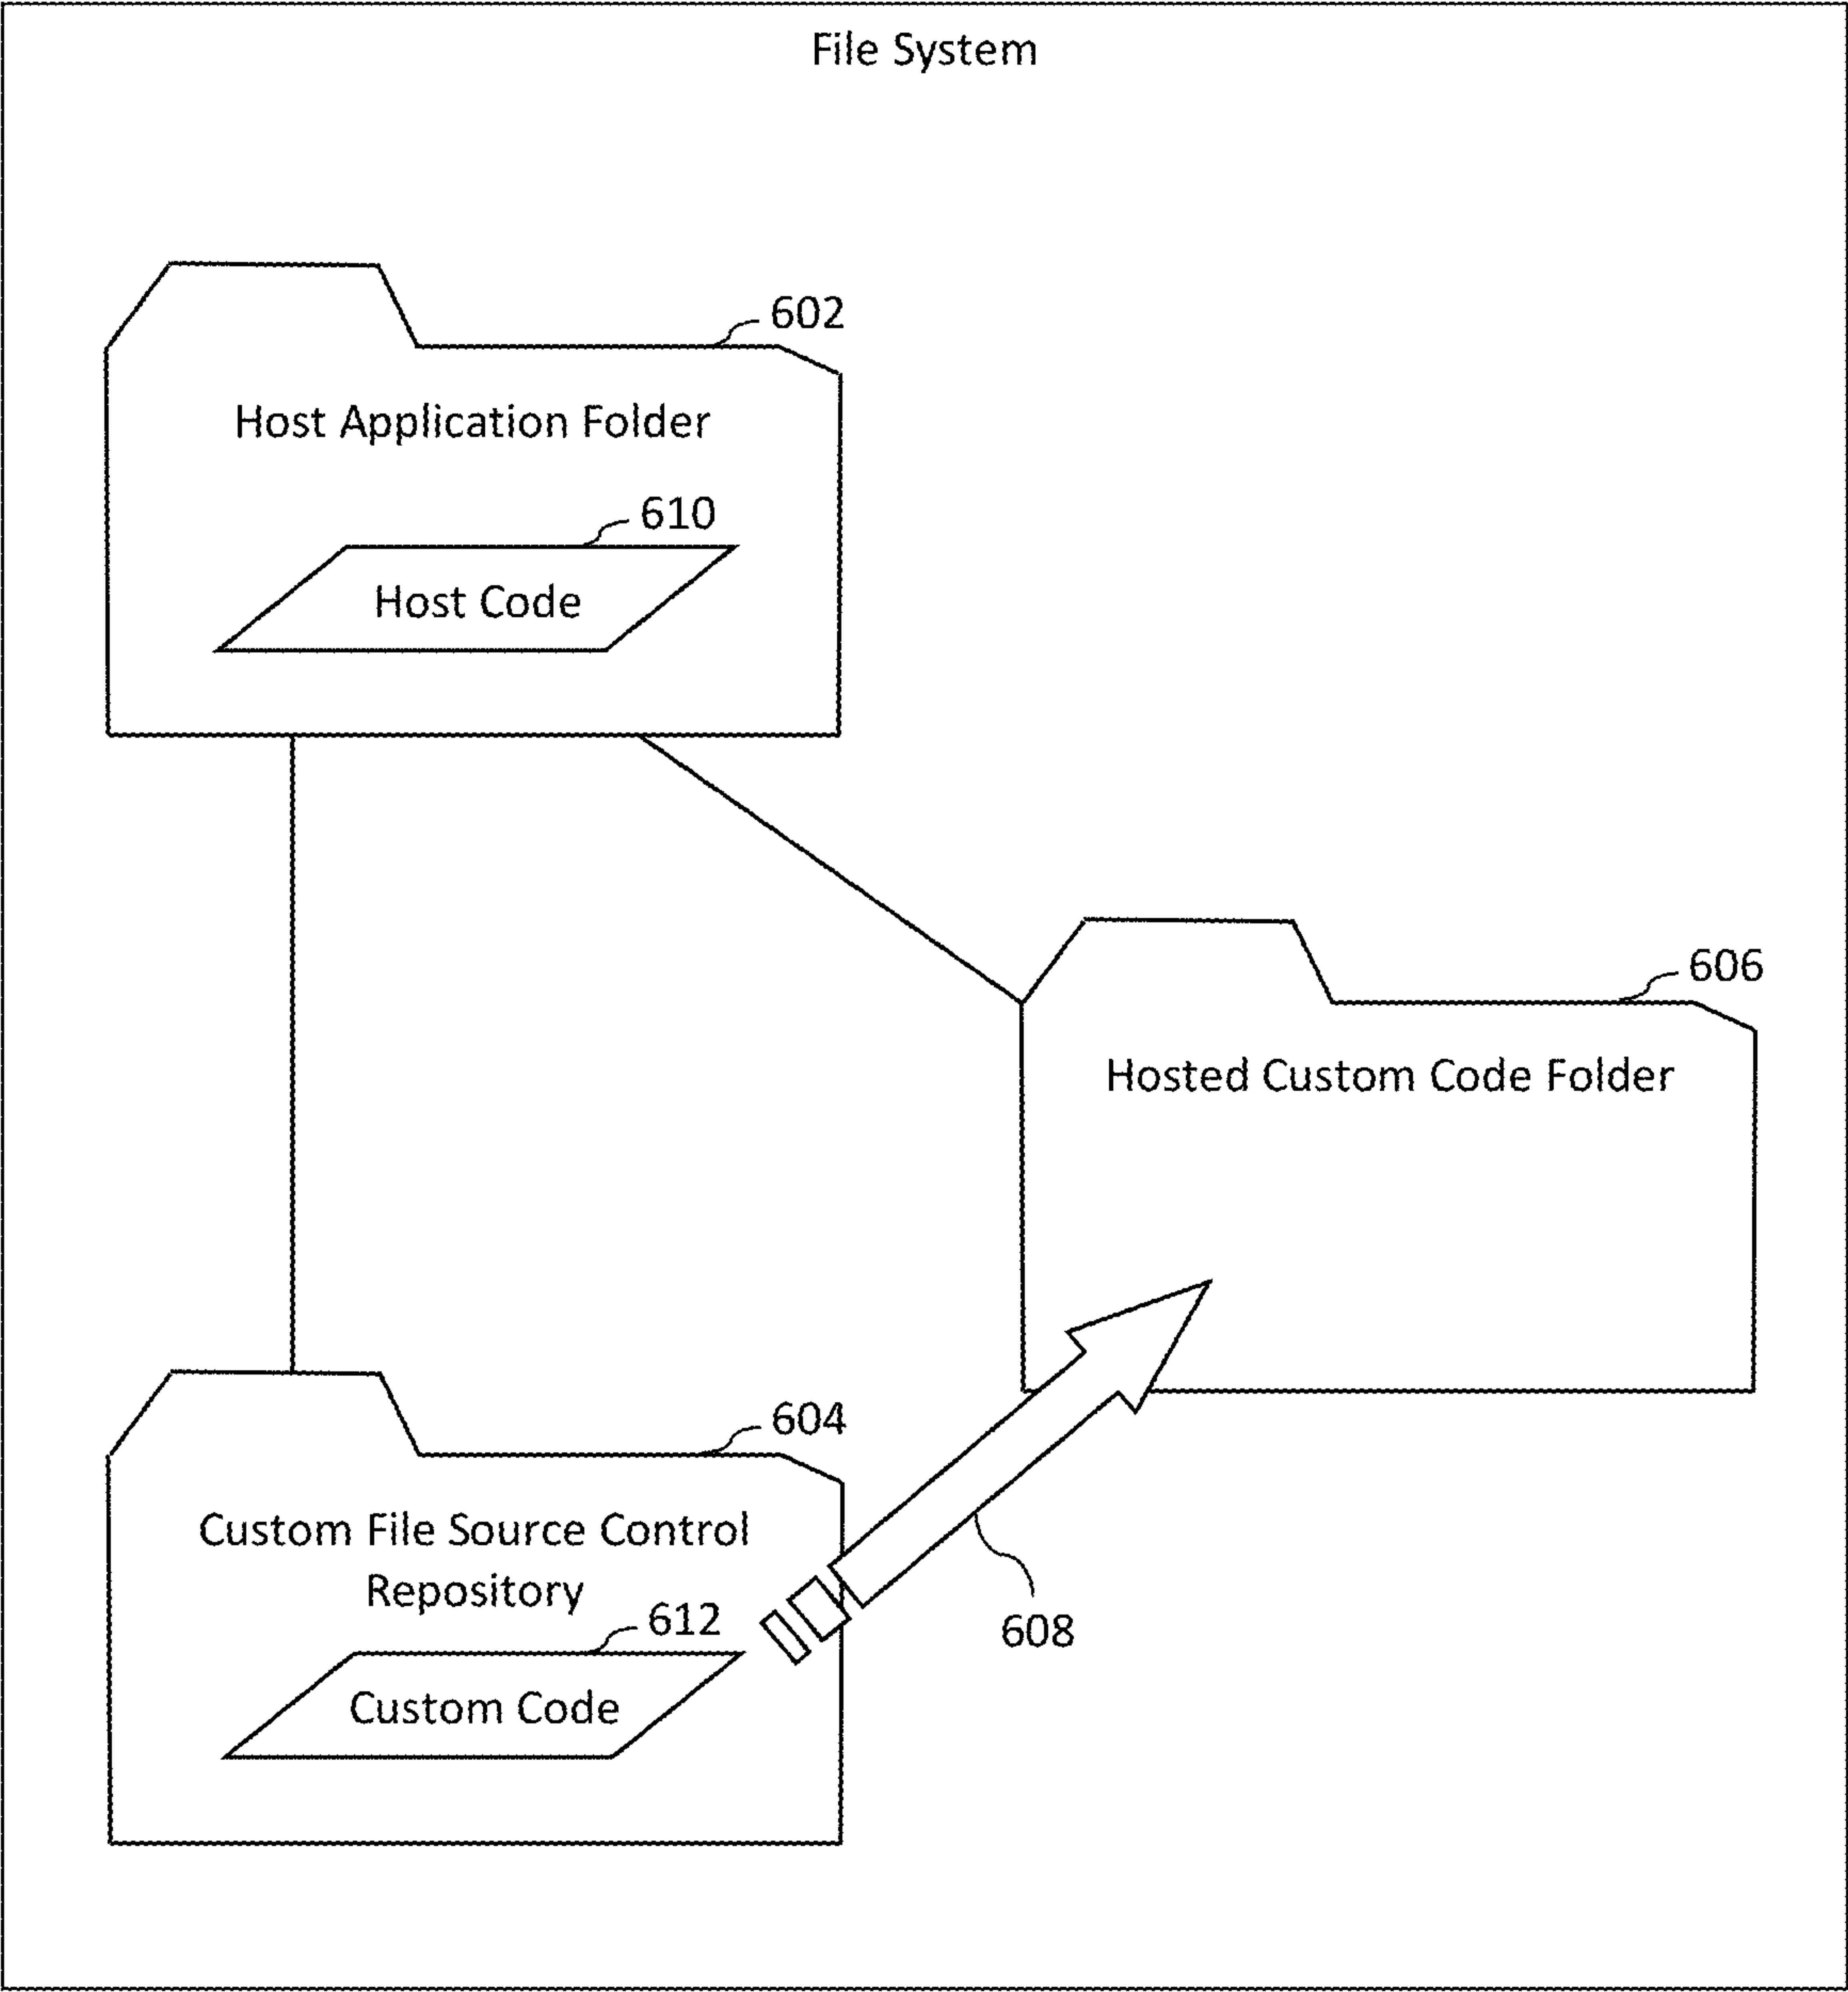 File System
602
Host Application Folder
610
Host Code
606
Hosted Custom Code Folder
604
Custom File Source Control
Repository
612
608
Custom Code